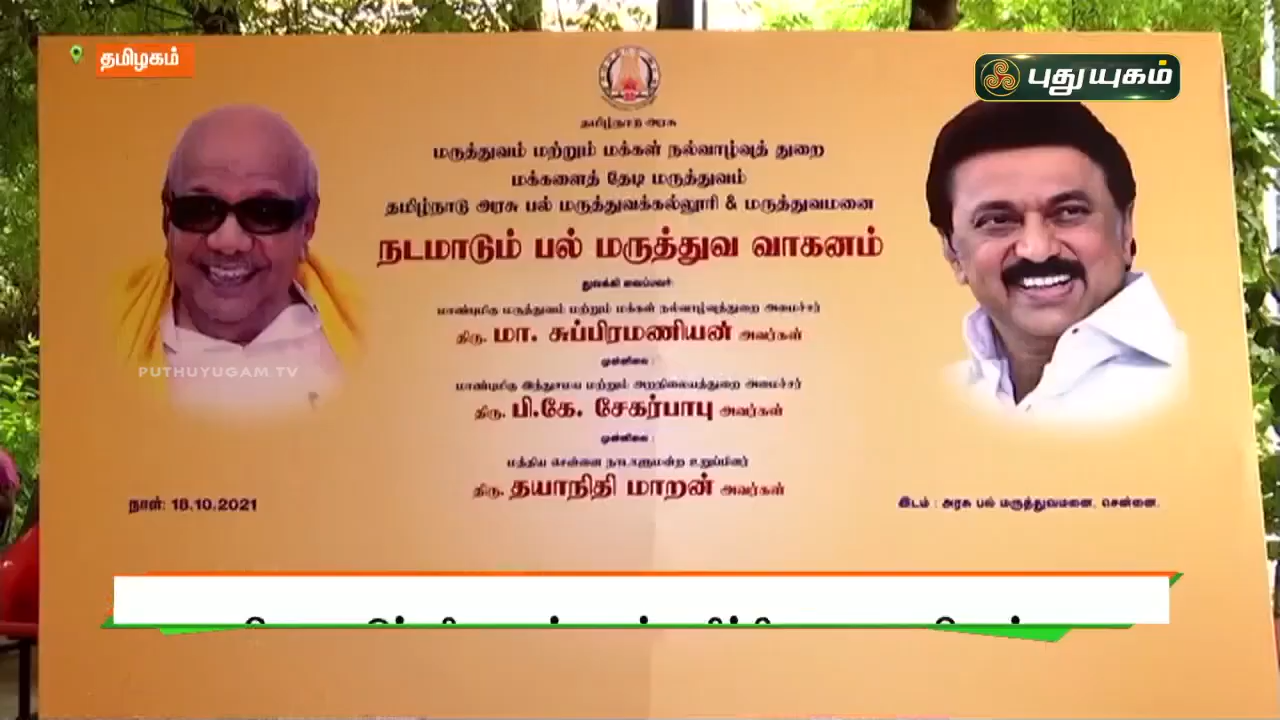 தமிழகம்
புதுயுகம்
தமிழ்நாடு அரசு
மருத்துவம் மற்றும் மக்கள் நல்வாழ்வுத் துறை
மக்களைத் தேடி மருத்துவம்
தமிழ்நாடு அரசு பல் மருத்துவக்கல்லூரி & மருத்துவமனை
நடமாடும் பல் மருத்துவ வாகனம்
துவக்கி வைப்பவர்
மாண்புமிகு மருத்துவம் மற்றும் மக்கள் நல்வாழ்வுத்துறை அமைச்சர்
திரு. மா. சுப்பிரமணியன் அவர்கள்
முன்னிலை :
மாண்புமிகு இந்துசமய மற்றும் அறநிலையத்துறை அமைச்சர்
திரு. பி.கே. சேகர்பாபு அவர்கள்
முன்னிலை :
மத்திய சென்னை நாடாளுமன்ற உறுப்பினர்
திரு. தயாநிதி மாறன் அவர்கள்
PUTHUYUGAM TV
நாள்: 18.10.2021
இடம் : அரசு பல் மருத்துவமனை, சென்னை.